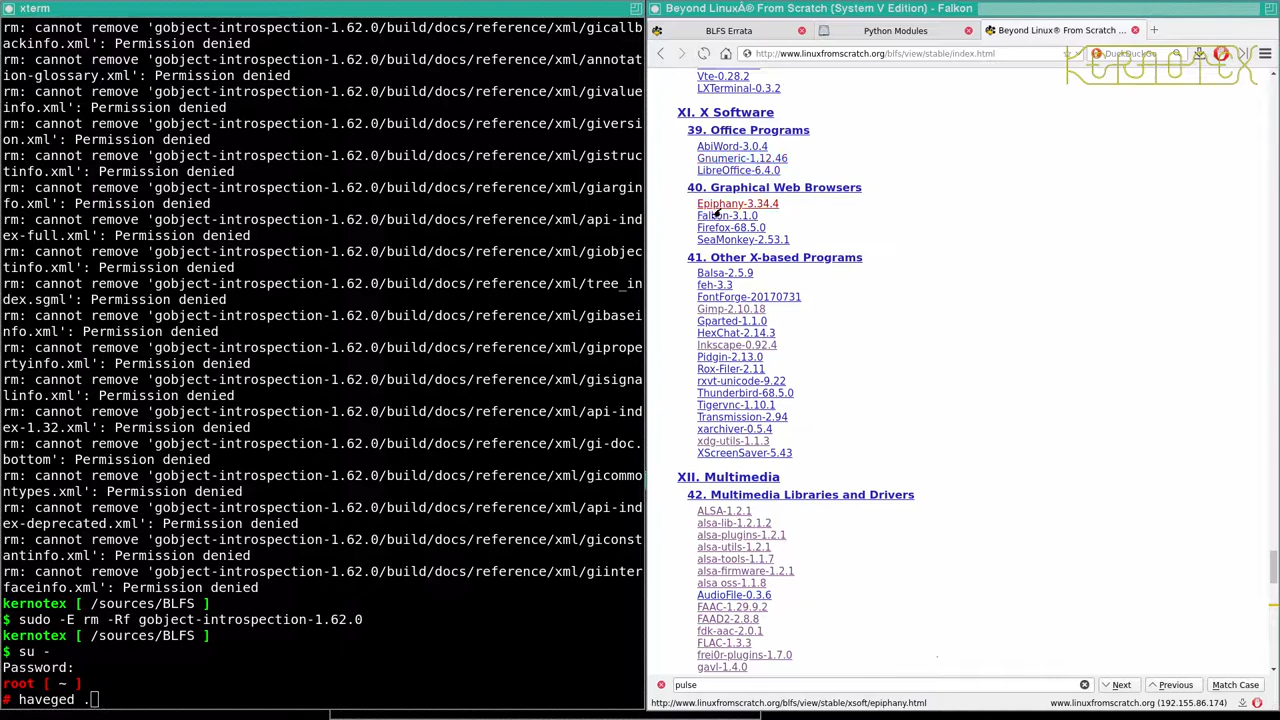 xterm
rm: cannot remove 'gobject-introspection-1.62.0/build/docs/reference/xml/gicallb
ackinfo.xml': Permission denied
rm: cannot remove 'gobject-introspection-1.62.0/build/docs/reference/xml/annotat
ion-glossary.xml': Permission denied
rm: cannot remove 'gobject-introspection-1.62.0/build/docs/reference/xml/givalue
info.xml': Permission denied
rm: cannot remove 'gobject-introspection-1.62.0/build/docs/reference/xml/giversi
on.xml': Permission denied
rm: cannot remove 'gobject-introspection-1.62.0/build/docs/reference/xml/gistruc
tinfo.xml': Permission denied
rm: cannot remove 'gobject-introspection-1.62.0/build/docs/reference/xml/giargin
fo.xml': Permission denied
rm: cannot remove 'gobject-introspection-1.62.0/build/docs/reference/xml/api-ind
ex-full.xml': Permission denied
rm: cannot remove 'gobject-introspection-1.62.0/build/docs/reference/xml/giobjec
tinfo.xml': Permission denied
rm: cannot remove 'gobject-introspection-1.62.0/build/docs/reference/xml/tree_in
dex.sgml': Permission denied
rm: cannot remove 'gobject-introspection-1.62.0/build/docs/reference/xml/gibasei
nfo.xml': Permission denied
rm: cannot remove 'gobject-introspection-1.62.0/build/docs/reference/xml/giprope
rtyinfo.xml': Permission denied
rm: cannot remove 'gobject-introspection-1.62.0/build/docs/reference/xml/gisigna
linfo.xml': Permission denied
rm: cannot remove 'gobject-introspection-1.62.0/build/docs/reference/xml/api-ind
ex-1.32.xml': Permission denied
rm: cannot remove 'gobject-introspection-1.62.0/build/docs/reference/xml/gi-doc.
bottom': Permission denied
rm: cannot remove 'gobject-introspection-1.62.0/build/docs/reference/xml/gicommo
ntypes.xml': Permission denied
rm: cannot remove 'gobject-introspection-1.62.0/build/docs/reference/xml/api-ind
ex-deprecated.xml': Permission denied
rm: cannot remove 'gobject-introspection-1.62.0/build/docs/reference/xml/giconst
antinfo.xml': Permission denied
rm: cannot remove 'gobject-introspection-1.62.0/build/docs/reference/xml/giinter
faceinfo.xml': Permission denied
kernotex [ /sources/BLFS ]
$ sudo -E rm -Rf gobject-introspection-1.62.0
kernotex [ /sources/BLFS ]
$ su -
Password:
root [ ~ ]
# haveged .
Beyond LinuxÂ® From Scratch (System V Edition) - Falkon
BLFS Errata
Python Modules
Beyond Linux® From Scratch ...
http://www.linuxfromscratch.org/blfs/view/stable/index.html
DuckDuckGo
KERNOTEX
Vte-0.28.2
LXTerminal-0.3.2
XI. X Software
39. Office Programs
AbiWord-3.0.4
Gnumeric-1.12.46
LibreOffice-6.4.0
40. Graphical Web Browsers
Epiphany-3.34.4
Falkon-3.1.0
Firefox-68.5.0
SeaMonkey-2.53.1
41. Other X-based Programs
Balsa-2.5.9
feh-3.3
FontForge-20170731
Gimp-2.10.18
Gparted-1.1.0
HexChat-2.14.3
Inkscape-0.92.4
Pidgin-2.13.0
Rox-Filer-2.11
rxvt-unicode-9.22
Thunderbird-68.5.0
Tigervnc-1.10.1
Transmission-2.94
xarchiver-0.5.4
xdg-utils-1.1.3
XScreenSaver-5.43
XII. Multimedia
42. Multimedia Libraries and Drivers
ALSA-1.2.1
alsa-lib-1.2.1.2
alsa-plugins-1.2.1
alsa-utils-1.2.1
alsa-tools-1.1.7
alsa-firmware-1.2.1
alsa oss-1.1.8
AudioFile-0.3.6
FAAC-1.29.9.2
FAAD2-2.8.8
fdk-aac-2.0.1
FLAC-1.3.3
frei0r-plugins-1.7.0
gavl-1.4.0
pulse
Next
Previous
Match Case
http://www.linuxfromscratch.org/blfs/view/stable/xsoft/epiphany.html
www.linuxfromscratch.org (192.155.86.174)